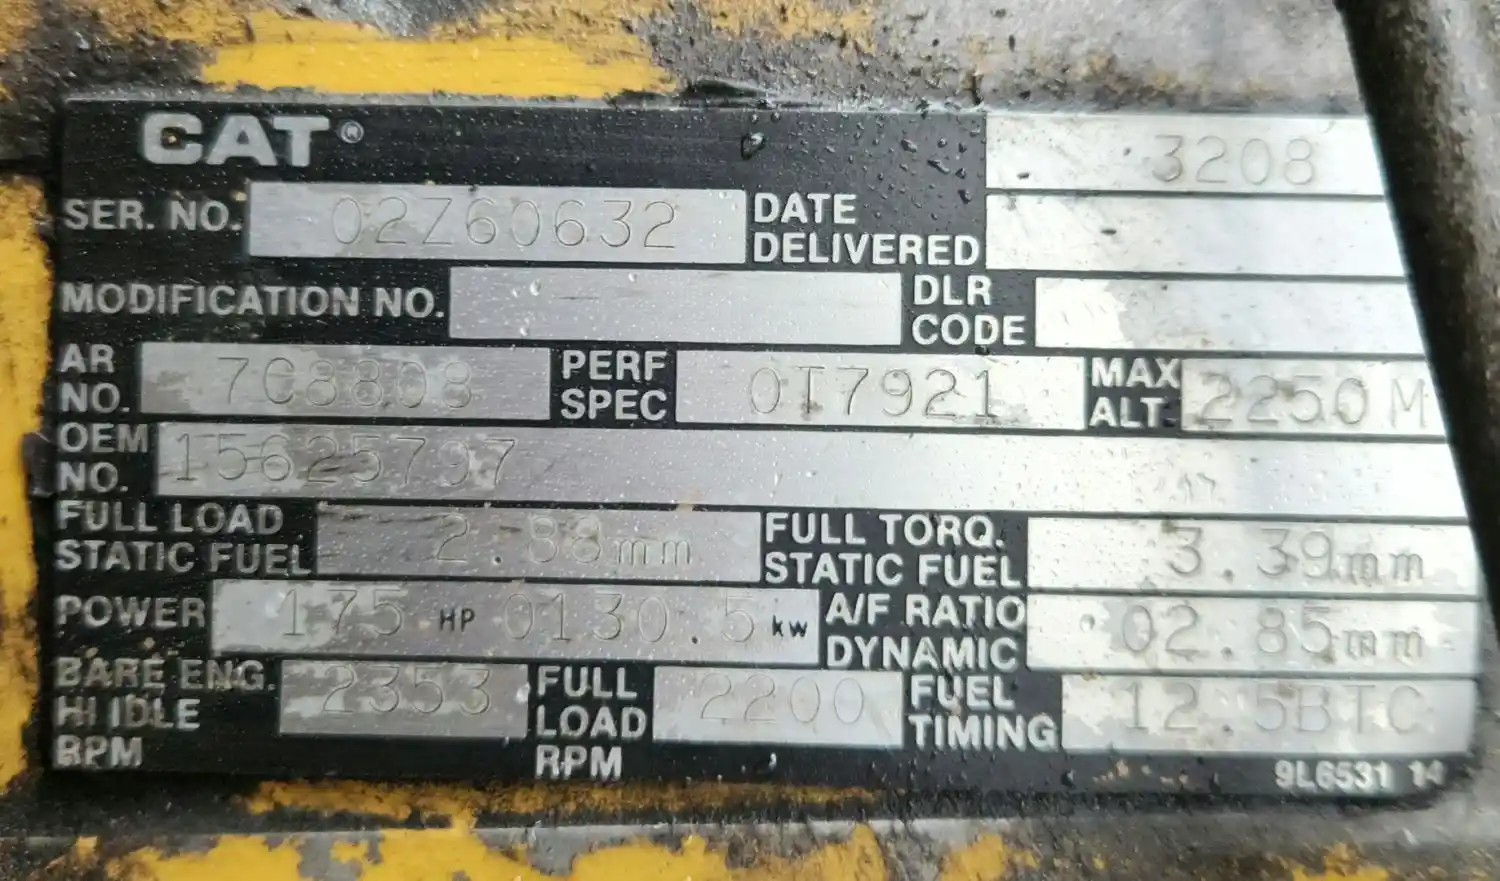 CAT® 3208
SER. NO. 02Z60632 DATE DELIVERED
MODIFICATION NO. DLR CODE
AR NO. 7C8808 PERF SPEC 0T7921 MAX ALT. 2250 M
OEM NO. 15625797
FULL LOAD STATIC FUEL 2.88mm FULL TORQ. STATIC FUEL 3.39mm
POWER 175 HP 0130.5 kw A/F RATIO DYNAMIC 02.85mm
BARE ENG. HI IDLE RPM 2353 FULL LOAD RPM 2200 FUEL TIMING 12.5BTC
9L6531 14